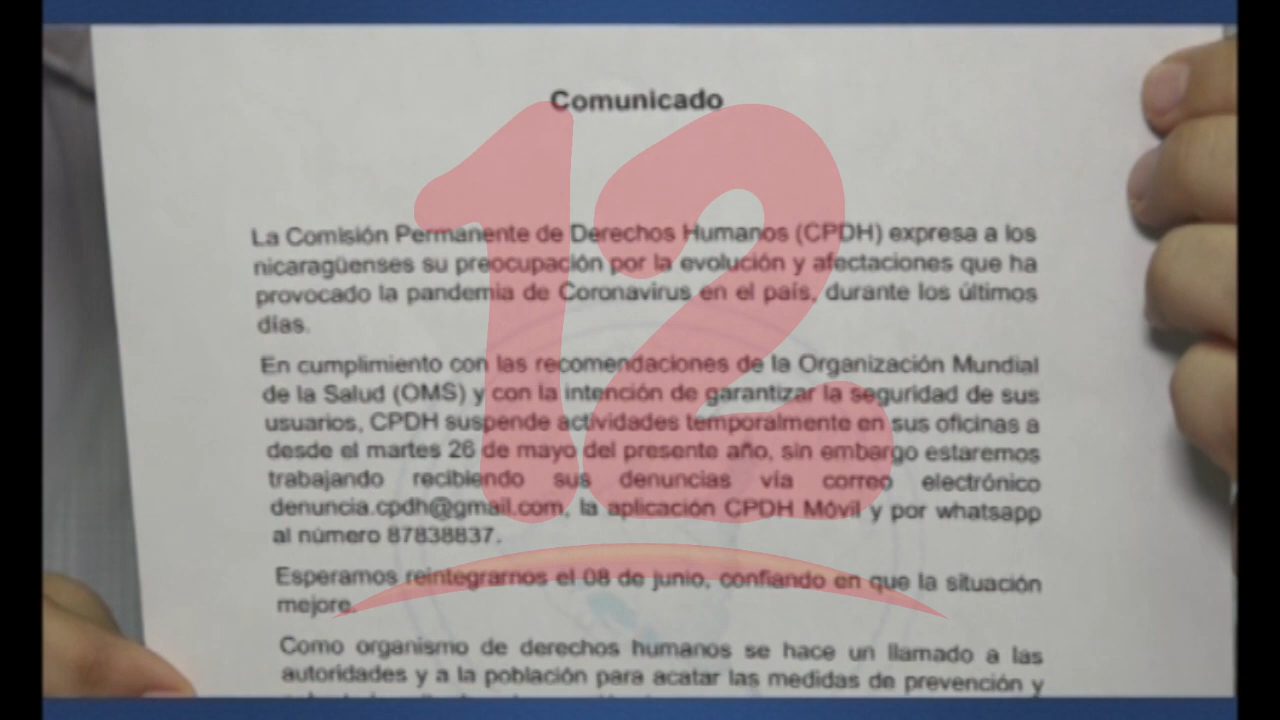 Comunicado
12
La Comisión Permanente de Derechos Humanos (CPDH) expresa a los
nicaragüenses su preocupación por la evolución y afectaciones que ha
provocado la pandemia de Coronavirus en el país, durante los últimos
días.
En cumplimiento con las recomendaciones de la Organización Mundial
de la Salud (OMS) y con la intención de garantizar la seguridad de sus
usuarios, CPDH suspende actividades temporalmente en sus oficinas a
desde el martes 26 de mayo del presente año, sin embargo estaremos
trabajando recibiendo sus denuncias vía correo electrónico
denuncia.cpdh@gmail.com, la aplicación CPDH Móvil y por whatsapp
al número 87838837.
Esperamos reintegrarnos el 08 de junio, confiando en que la situación
mejore.
Como organismo de derechos humanos se hace un llamado a las
autoridades y a la población para acatar las medidas de prevención y